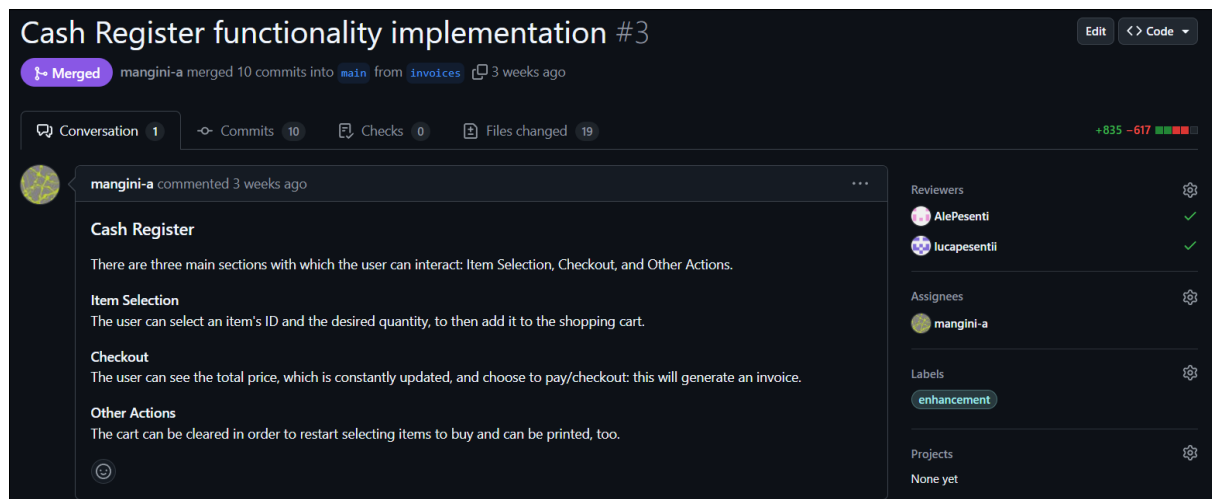 Cash Register functionality implementation #3
Edit
Code
Merged
mangini-a merged 10 commits into main from invoices 3 weeks ago
Conversation 1
Commits 10
Checks 0
Files changed 19
+835 −617
mangini-a commented 3 weeks ago
Cash Register
There are three main sections with which the user can interact: Item Selection, Checkout, and Other Actions.
Item Selection
The user can select an item's ID and the desired quantity, to then add it to the shopping cart.
Checkout
The user can see the total price, which is constantly updated, and choose to pay/checkout: this will generate an invoice.
Other Actions
The cart can be cleared in order to restart selecting items to buy and can be printed, too.
Reviewers
AlePesenti
lucapesentii
Assignees
mangini-a
Labels
enhancement
Projects
None yet